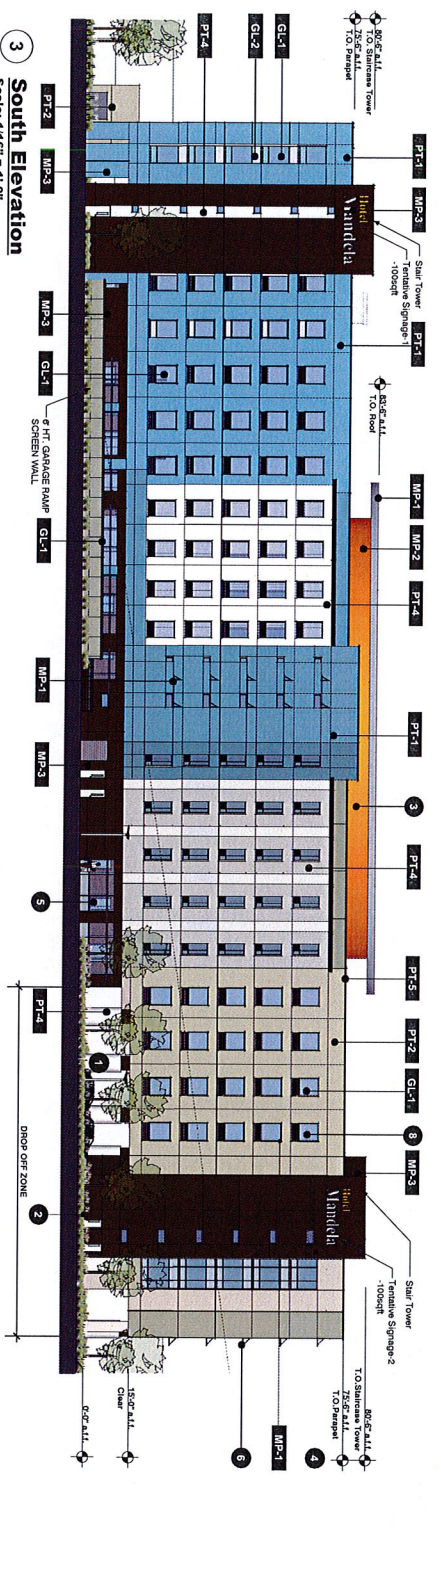 80'-6" a.f.f.
T.O. Staircase Tower
75'-6" a.f.f.
T.O. Parapet
GL-1
GL-2
PT-4
PT-2
MP-3
PT-1
MP-3
Stair Tower
Tentative Signage-1
-100sqft
PT-1
Hotel
Mandela
83'-6" a.f.f.
T.O. Roof
MP-1
MP-2
PT-4
PT-1
3
PT-4
PT-5
PT-2
GL-1
8
MP-3
Stair Tower
Tentative Signage-2
-100sqft
Hotel
Mandela
80'-6" a.f.f.
T.O.Staircase Tower
75'-6" a.f.f.
T.O.Parapet
4
MP-1
6
15'-0" a.f.f.
Clear
0'-0" a.f.f.
MP-3
GL-1
6' HT. GARAGE RAMP
SCREEN WALL
GL-1
MP-1
MP-3
5
PT-4
1
2
DROP OFF ZONE
3 South Elevation
Scale: 1/16" = 1'-0"